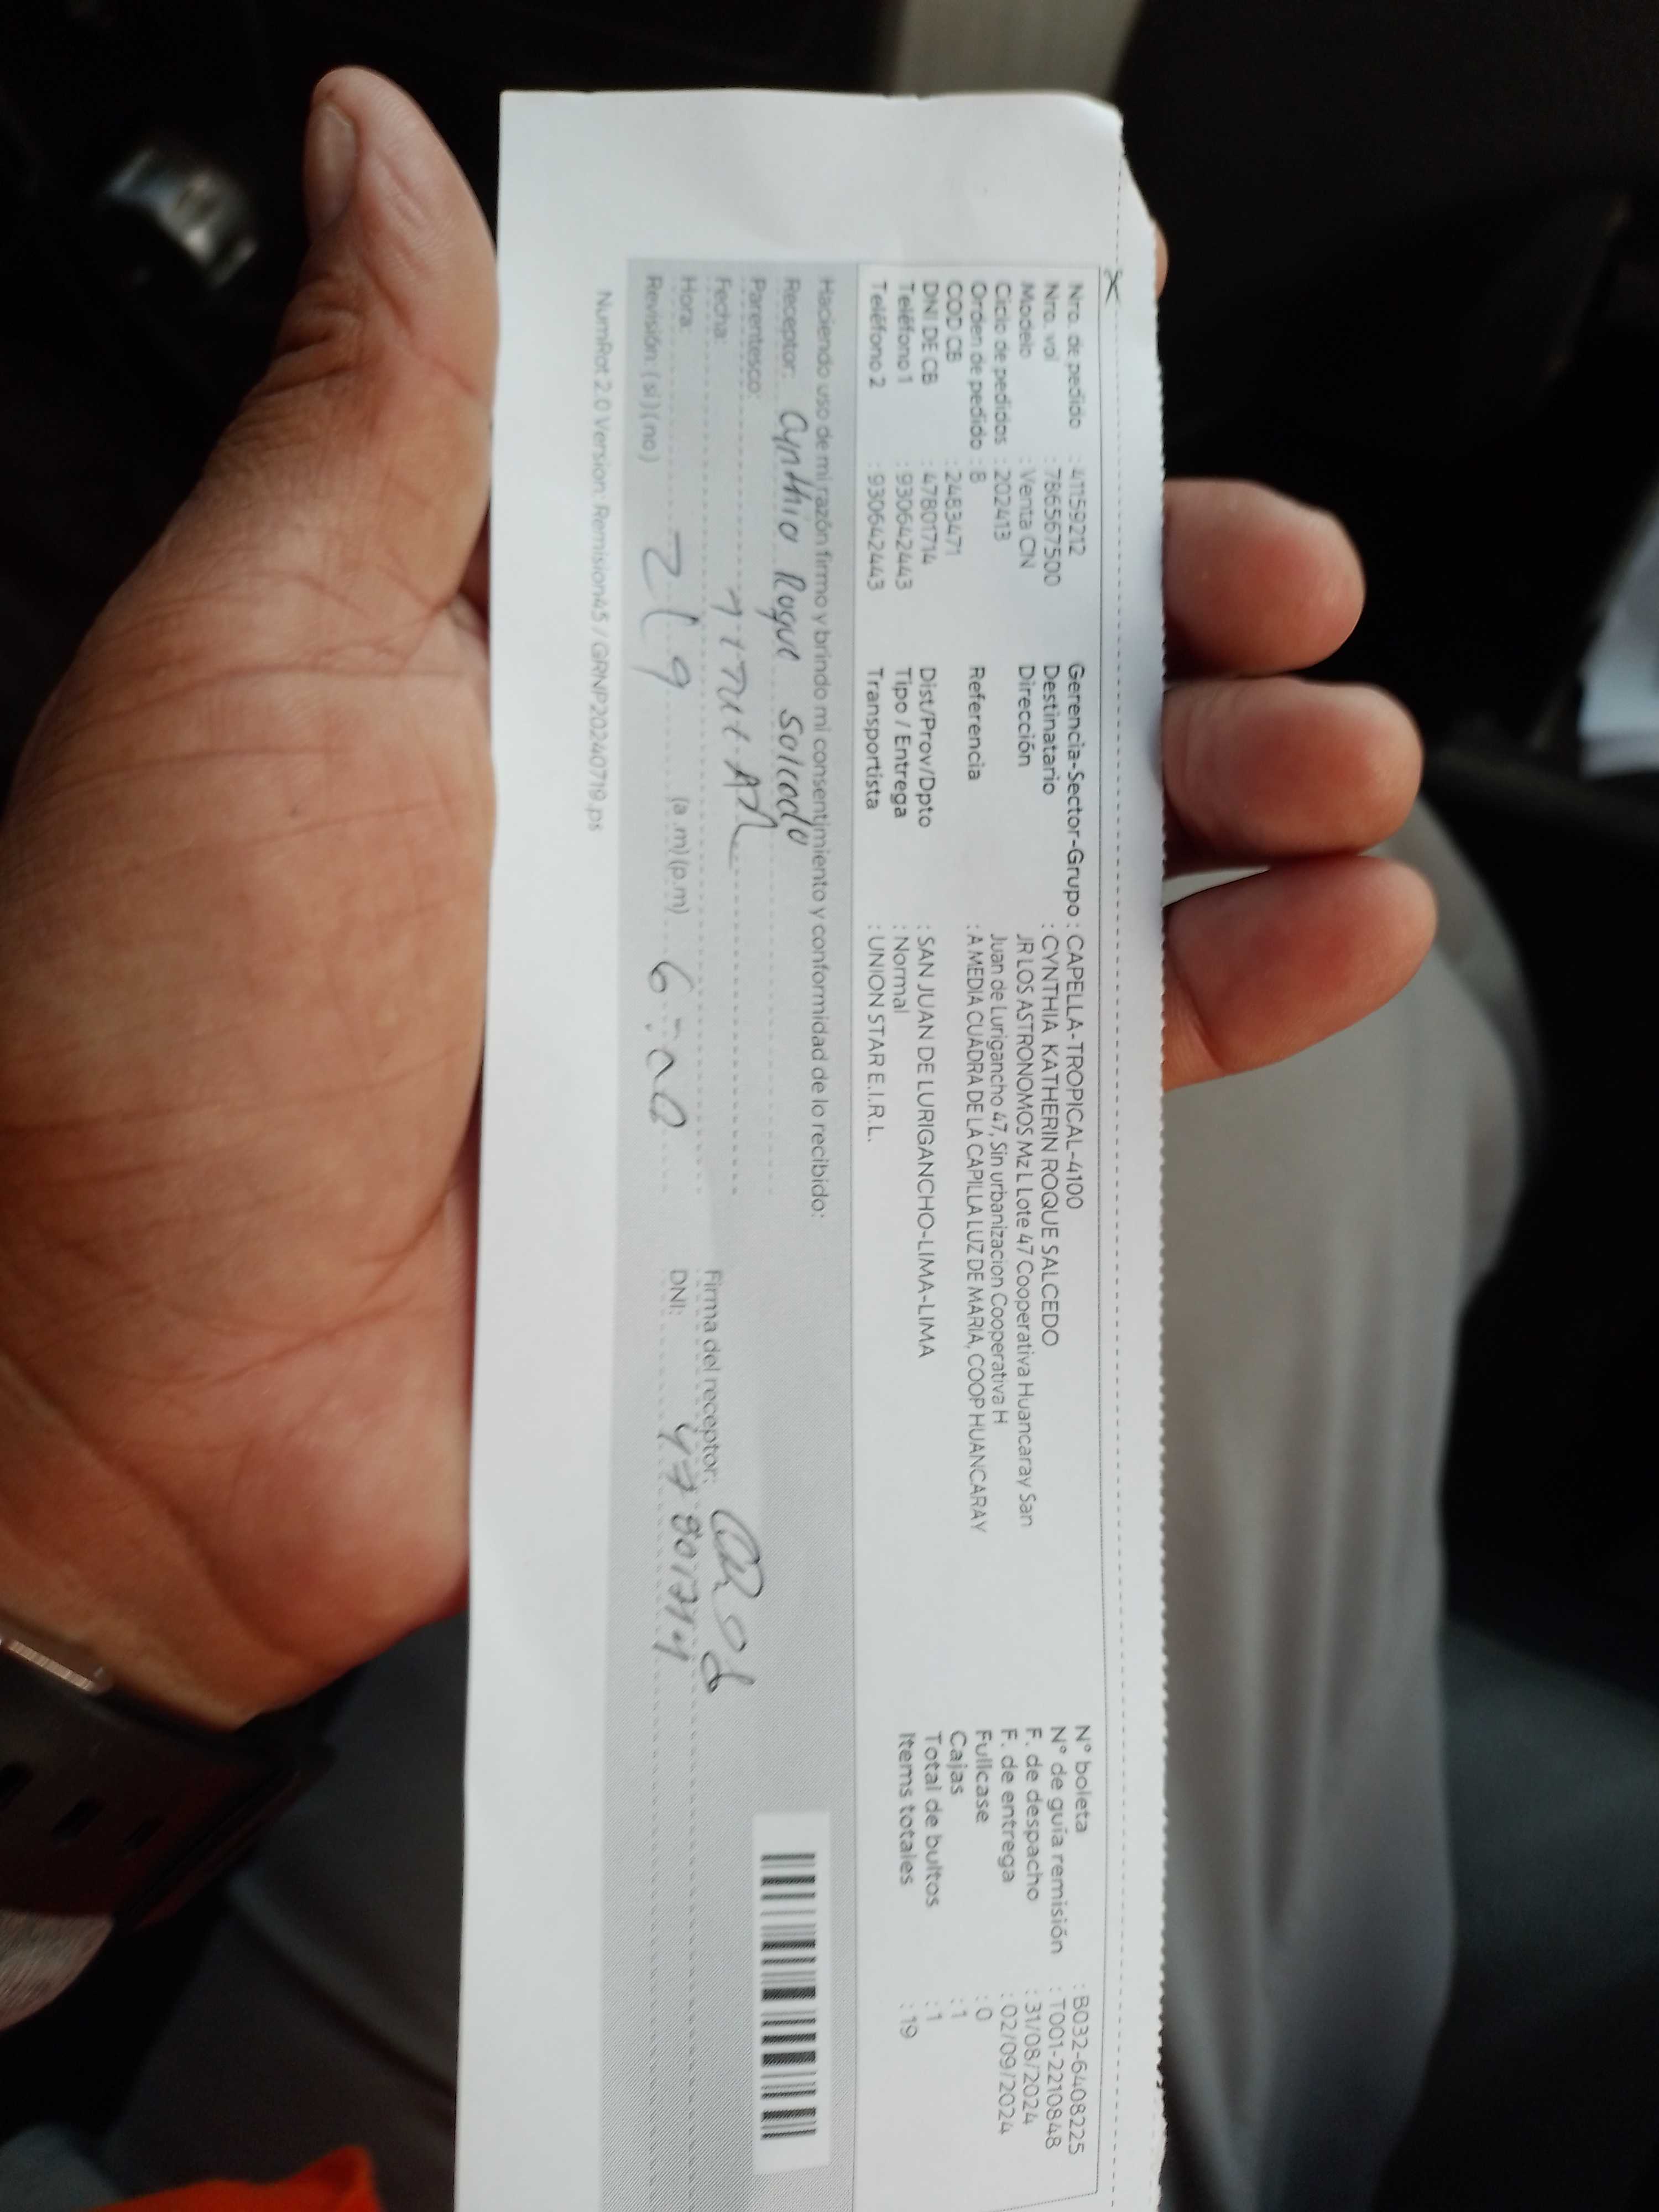 Nro. de pedido : 41159212
Nro. val : 786567500
Modelo : Venta CN
Ciclo de pedidos : 202413
Orden de pedido : 8
COD CB : 2483471
DNI DE CB : 47801714
Teléfono 1 : 930642443
Teléfono 2 : 930642443
Gerencia-Sector-Grupo : CAPELLA-TROPICAL-4100
Destinatario : CYNTHIA KATHERIN ROQUE SALCEDO
Dirección JR LOS ASTRONOMOS Mz L Lote 47 Cooperativa Huancaray San
Juan de Lurigancho 47, Sin urbanizacion Cooperativa H
Referencia : A MEDIA CUADRA DE LA CAPILLA LUZ DE MARIA, COOP HUANCARAY
Dist/Prov/Dpto : SAN JUAN DE LURIGANCHO-LIMA-LIMA
Tipo / Entrega : Normal
Transportista : UNION STAR E.I.R.L.
N° boleta : B032-6408225
N° de guía remisión : T001-2210848
F. de despacho : 31/08/2024
F. de entrega : 02/09/2024
Fullcase : 0
Cajas : 1
Total de bultos : 1
Items totales : 19
Haciendo uso de mi razón firmo y brindo mi consentimiento y conformidad de lo recibido:
Receptor: Cynthia Roque Salcedo
Parentesco:
Fecha:
Hora: 2/9 (a.m) (p.m)
Revisión: (si) (no)
Firma del receptor:
DNI: 47801714
NumRot 2.0 Version: Remision45 / GRNP20240719.ps